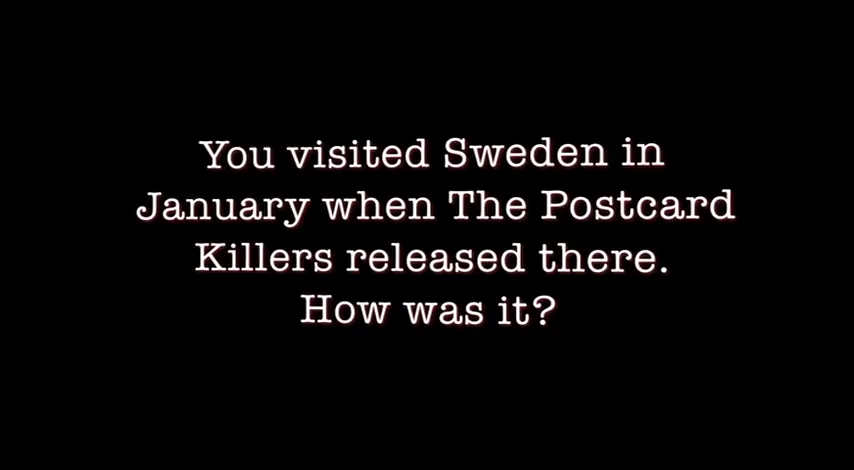 You visited Sweden in
January when The Postcard
Killers released there.
How was it?